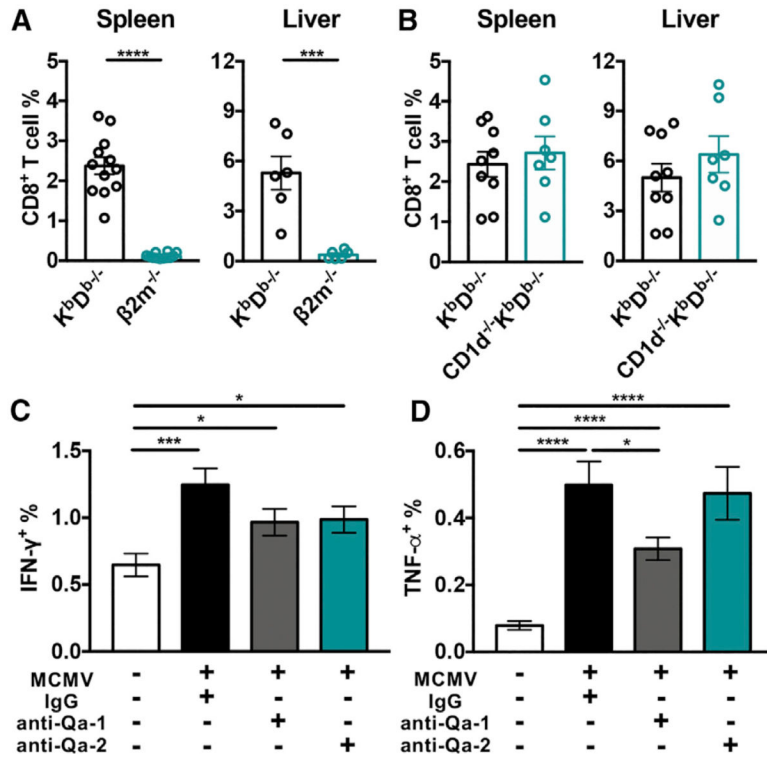 A
Spleen
Liver
****
***
CD8+ T cell %
5
4
3
2
1
0
12
9
6
3
0
KbDb-/-
β2m-/-
KbDb-/-
β2m-/-
B
Spleen
Liver
CD8+ T cell %
5
4
3
2
1
0
12
9
6
3
0
KbDb-/-
CD1d-/-KbDb-/-
KbDb-/-
CD1d-/-KbDb-/-
C
*
*
***
IFN-γ+ %
1.5
1.0
0.5
0.0
MCMV - + + +
IgG - + - -
anti-Qa-1 - - + -
anti-Qa-2 - - - +
D
****
****
**** *
TNF-α+ %
0.6
0.4
0.2
0.0
MCMV - + + +
IgG - + - -
anti-Qa-1 - - + -
anti-Qa-2 - - - +